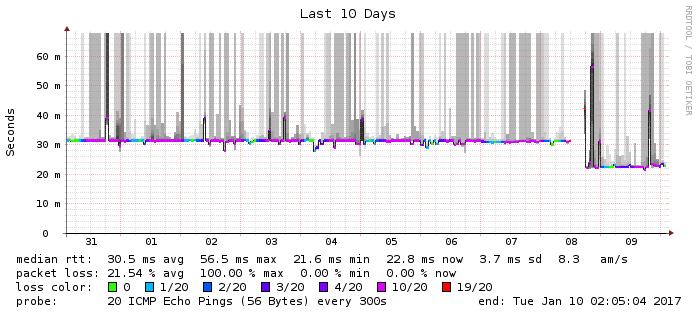 Last 10 Days
RRDTOOL / TOBI OETIKER
Seconds
60 m
50 m
40 m
30 m
20 m
10 m
0
31 01 02 03 04 05 06 07 08 09
median rtt: 30.5 ms avg 56.5 ms max 21.6 ms min 22.8 ms now 3.7 ms sd 8.3 am/s
packet loss: 21.54 % avg 100.00 % max 0.00 % min 0.00 % now
loss color: 0 1/20 2/20 3/20 4/20 10/20 19/20
probe: 20 ICMP Echo Pings (56 Bytes) every 300s end: Tue Jan 10 02:05:04 2017